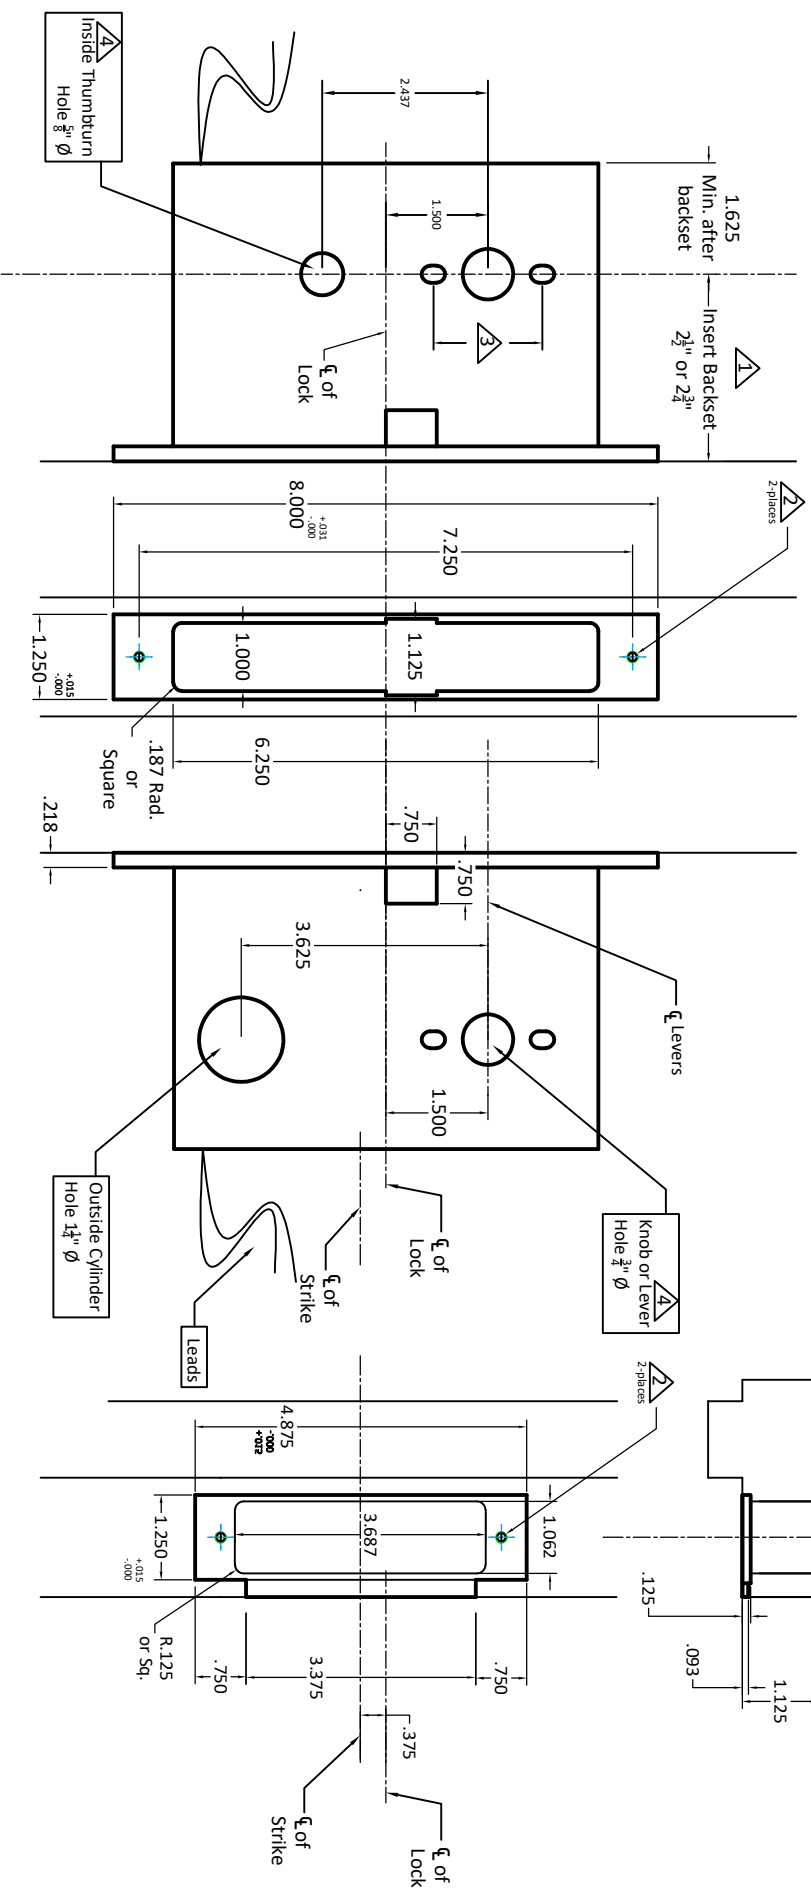 4
Inside Thumbturn
Hole 5/8" Ø
2.437
1.500
1.625
Min. after
backset
Insert Backset
2 1/2" or 2 3/4"
1
3
℄ of
Lock
2
2-places
8.000
+.031
-.000
7.250
1.000
1.125
1.250
+.015
-.000
.187 Rad.
or
Square
6.250
.218
.750
.750
3.625
1.500
℄ Levers
4
Knob or Lever
Hole 3/4" Ø
Outside Cylinder
Hole 1 1/4" Ø
℄ of
Lock
℄ of
Strike
Leads
2
2-places
4.875
-.000
1.062
3.687
1.250
+.015
-.000
R.125
or Sq.
.750
3.375
.750
.375
.125
.093
1.125
℄ of
Strike
℄ of
Lock